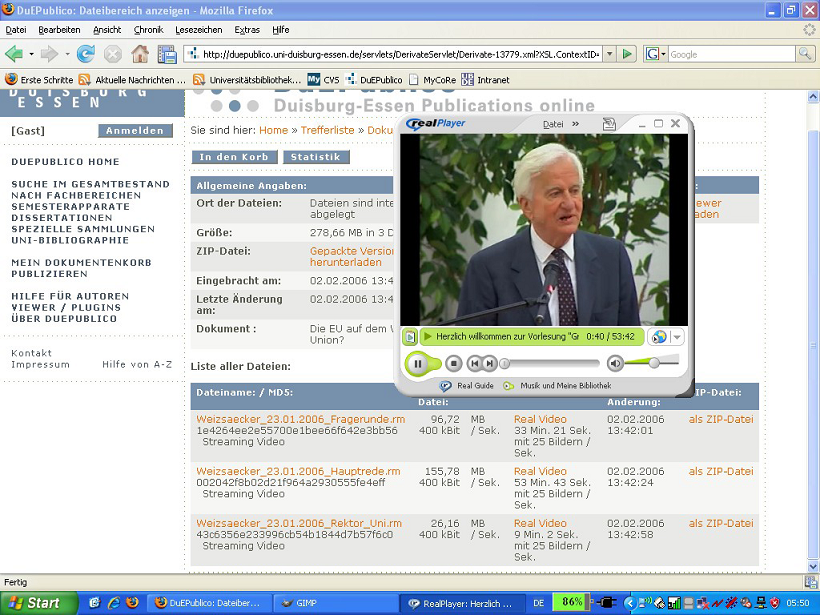 DuEPublico: Dateibereich anzeigen - Mozilla Firefox
Datei Bearbeiten Ansicht Chronik Lesezeichen Extras Hilfe
http://duepublico.uni-duisburg-essen.de/servlets/DerivateServlet/Derivate-13779.xml?XSL.ContextID=
Google
Erste Schritte Aktuelle Nachrichten ... Universitätsbibliothek... My CVS DuEPublico MyCoRe Intranet
DUISBURG
ESSEN
Duisburg-Essen Publications online
[Gast] Anmelden
Sie sind hier: Home » Trefferliste » Doku
DUEPUBLICO HOME
SUCHE IM GESAMTBESTAND
NACH FACHBEREICHEN
SEMESTERAPPARATE
DISSERTATIONEN
SPEZIELLE SAMMLUNGEN
UNI-BIBLIOGRAPHIE
MEIN DOKUMENTENKORB
PUBLIZIEREN
HILFE FÜR AUTOREN
VIEWER / PLUGINS
ÜBER DUEPUBLICO
Kontakt
Impressum Hilfe von A-Z
In den Korb Statistik
Allgemeine Angaben:
Ort der Dateien: Dateien sind inte
abgelegt
Größe: 278,66 MB in 3 D
ZIP-Datei: Gepackte Version
herunterladen
Eingebracht am: 02.02.2006 13:4
Letzte Änderung 02.02.2006 13:4
am:
Dokument : Die EU auf dem W
Union?
ewer
aden
real Player Datei »
Herzlich willkommen zur Vorlesung "Gr 0:40 / 53:42
Real Guide Musik und Meine Bibliothek
Liste aller Dateien:
Dateiname: / MD5: Datei: Änderung: ZIP-Datei:
Weizsaecker_23.01.2006_Fragerunde.rm 96,72 MB Real Video 02.02.2006 als ZIP-Datei
1e4264ee2e55700e1bee66f642e3bb56 400 kBit / Sek. 33 Min. 21 Sek. 13:42:01
Streaming Video mit 25 Bildern /
Sek.
Weizsaecker_23.01.2006_Hauptrede.rm 155,78 MB Real Video 02.02.2006 als ZIP-Datei
002042f8b02d21f964a2930555fe4eff 400 kBit / Sek. 53 Min. 43 Sek. 13:42:24
Streaming Video mit 25 Bildern /
Sek.
Weizsaecker_23.01.2006_Rektor_Uni.rm 26,16 MB Real Video 02.02.2006 als ZIP-Datei
43c6356e233996cb54b1844d7b57f6c0 400 kBit / Sek. 9 Min. 2 Sek. 13:42:58
Streaming Video mit 25 Bildern /
Sek.
Fertig
Start DuEPublico: Dateiber... GIMP RealPlayer: Herzlich ... DE 86% 05:50